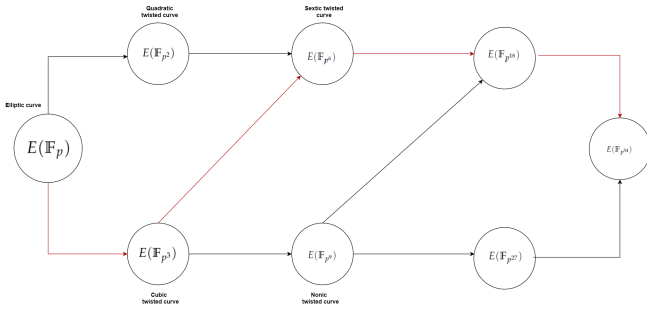 Quadratic
twisted curve
Sextic twisted
curve
E(𝔽_{p^2})
E(𝔽_{p^6})
E(𝔽_{p^{18}})
Elliptic curve
E(𝔽_p)
E(𝔽_{p^{54}})
E(𝔽_{p^3})
E(𝔽_{p^9})
E(𝔽_{p^{27}})
Cubic
twisted curve
Nonic
twisted curve